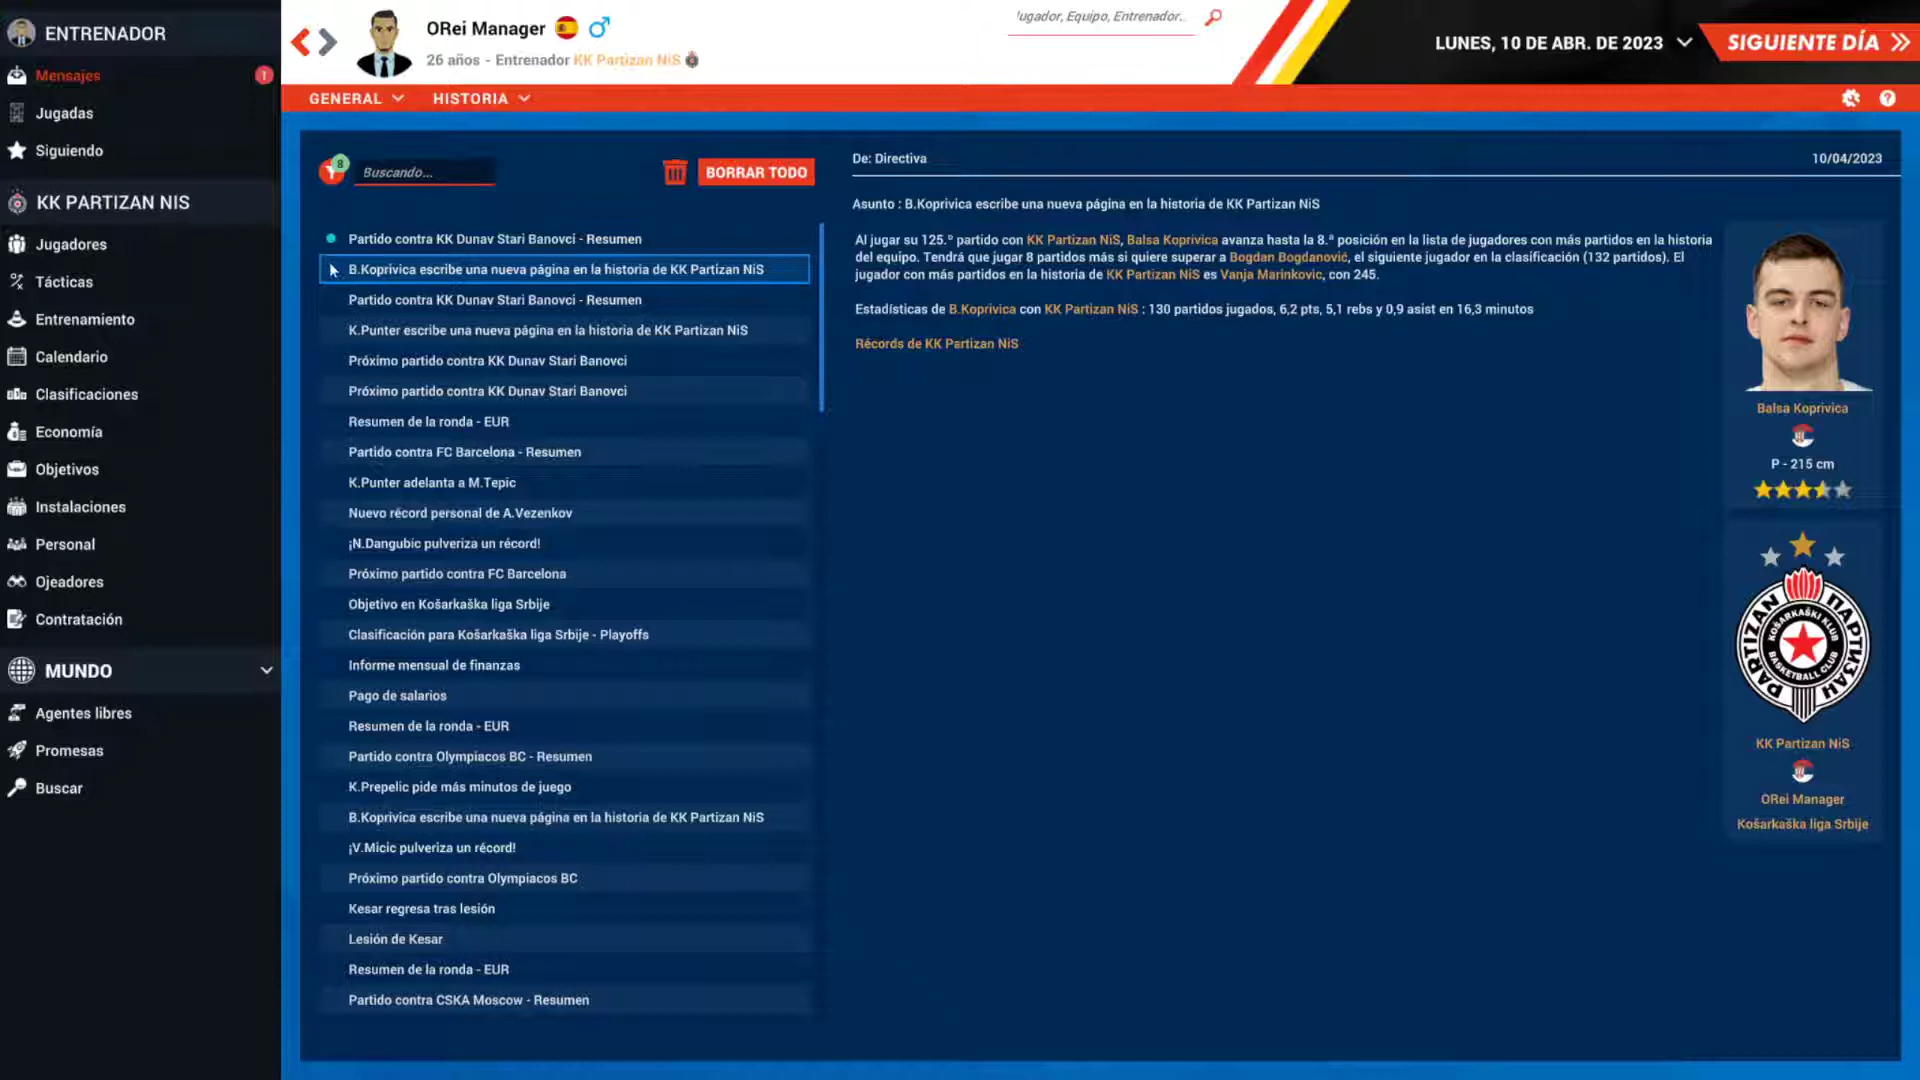 ENTRENADOR
Mensajes
1
Jugadas
Siguiendo
KK PARTIZAN NIS
Jugadores
Tácticas
Entrenamiento
Calendario
Clasificaciones
Economía
Objetivos
Instalaciones
Personal
Ojeadores
Contratación
MUNDO
Agentes libres
Promesas
Buscar
ORei Manager
26 años - Entrenador KK Partizan NiS
Jugador, Equipo, Entrenador..
LUNES, 10 DE ABR. DE 2023
SIGUIENTE DÍA
GENERAL
HISTORIA
8
Buscando...
BORRAR TODO
Partido contra KK Dunav Stari Banovci - Resumen
B.Koprivica escribe una nueva página en la historia de KK Partizan NiS
Partido contra KK Dunav Stari Banovci - Resumen
K.Punter escribe una nueva página en la historia de KK Partizan NiS
Próximo partido contra KK Dunav Stari Banovci
Próximo partido contra KK Dunav Stari Banovci
Resumen de la ronda - EUR
Partido contra FC Barcelona - Resumen
K.Punter adelanta a M.Tepic
Nuevo récord personal de A.Vezenkov
¡N.Dangubic pulveriza un récord!
Próximo partido contra FC Barcelona
Objetivo en Košarkaška liga Srbije
Clasificación para Košarkaška liga Srbije - Playoffs
Informe mensual de finanzas
Pago de salarios
Resumen de la ronda - EUR
Partido contra Olympiacos BC - Resumen
K.Prepelic pide más minutos de juego
B.Koprivica escribe una nueva página en la historia de KK Partizan NiS
¡V.Micic pulveriza un récord!
Próximo partido contra Olympiacos BC
Kesar regresa tras lesión
Lesión de Kesar
Resumen de la ronda - EUR
Partido contra CSKA Moscow - Resumen
De: Directiva
10/04/2023
Asunto : B.Koprivica escribe una nueva página en la historia de KK Partizan NiS
Al jugar su 125.º partido con KK Partizan NiS, Balsa Koprivica avanza hasta la 8.ª posición en la lista de jugadores con más partidos en la historia
del equipo. Tendrá que jugar 8 partidos más si quiere superar a Bogdan Bogdanović, el siguiente jugador en la clasificación (132 partidos). El
jugador con más partidos en la historia de KK Partizan NiS es Vanja Marinkovic, con 245.
Estadísticas de B.Koprivica con KK Partizan NiS : 130 partidos jugados, 6,2 pts, 5,1 rebs y 0,9 asist en 16,3 minutos
Récords de KK Partizan NiS
Balsa Koprivica
P - 215 cm
PARTIZAN ПАРТИЗАН
KOŠARKAŠKI KLUB
BASKETBALL CLUB
KK Partizan NiS
ORei Manager
Košarkaška liga Srbije